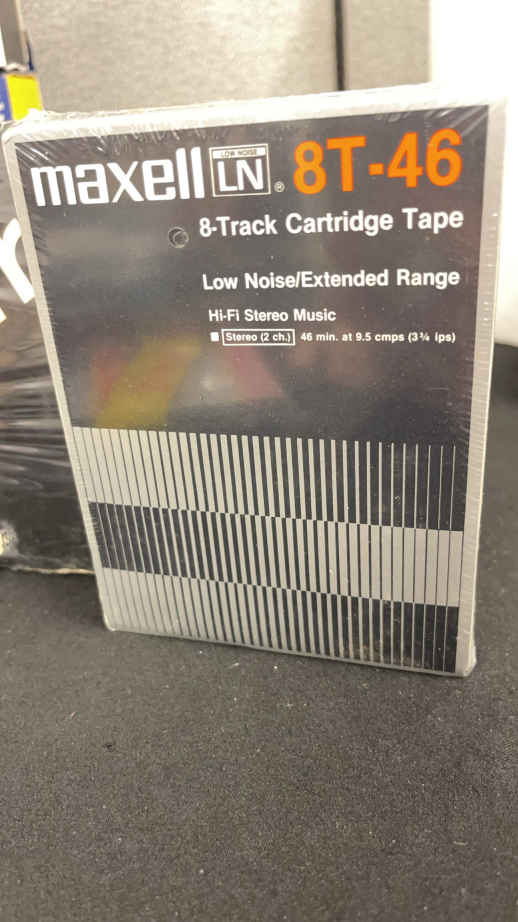 maxell LOW NOISE LN ® 8T-46
8-Track Cartridge Tape
Low Noise/Extended Range
Hi-Fi Stereo Music
Stereo (2 ch.) 46 min. at 9.5 cmps (3¾ ips)